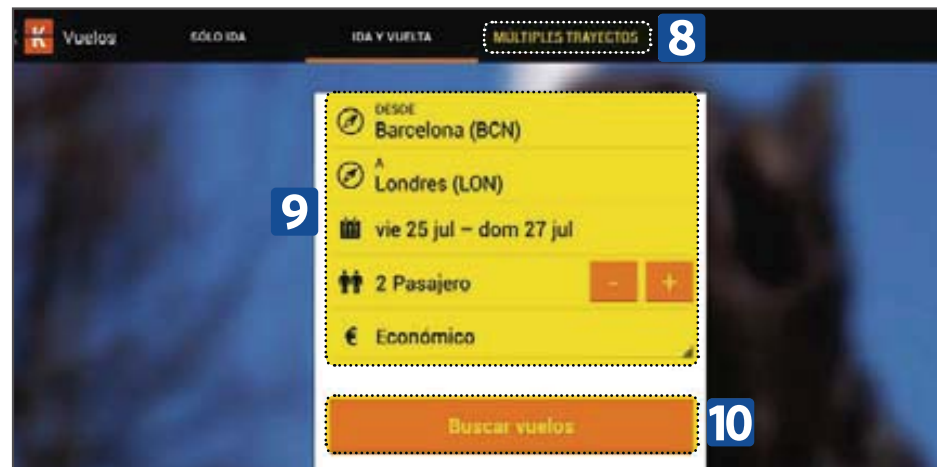 K Vuelos SÓLO IDA IDA Y VUELTA MÚLTIPLES TRAYECTOS 8
DESDE
Barcelona (BCN)
A
Londres (LON)
9
vie 25 jul – dom 27 jul
2 Pasajero - +
€ Económico
Buscar vuelos 10